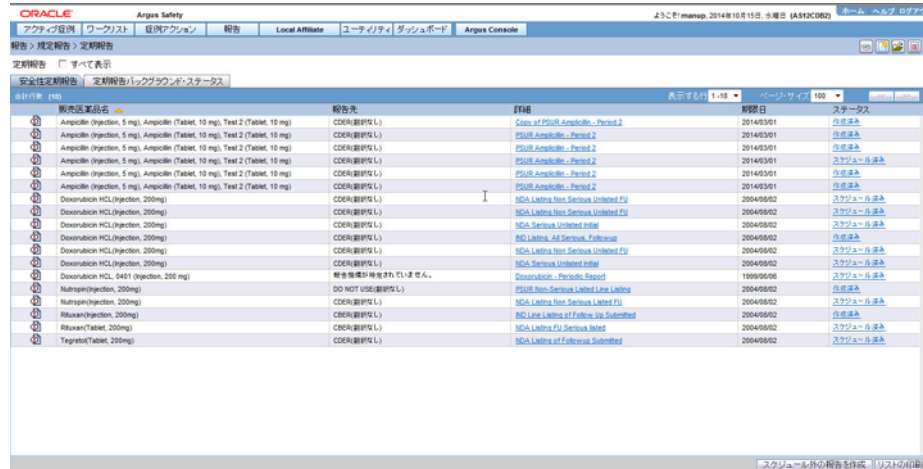 ORACLE Argus Safety ようこそ! manup, 2014年10月15日, 水曜日 (AS12CDB2) ホーム ヘルプ ログアウ
アクティブ症例 ワークリスト 症例アクション 報告 Local Affiliate ユーティリティ ダッシュボード Argus Console
報告 > 規定報告 > 定期報告
定期報告 すべて表示
安全性定期報告 定期報告バックグラウンド・ステータス
合計行数 (18) 表示する行 1-18 ページ・サイズ 100
販売医薬品名 報告先 詳細 期限日 ステータス
Ampicillin (Injection, 5 mg), Ampicillin (Tablet, 10 mg), Test 2 (Tablet, 10 mg) CDER(翻訳なし) Copy of PSUR Amplicillin - Period 2 2014/03/01 作成済み
Ampicillin (Injection, 5 mg), Ampicillin (Tablet, 10 mg), Test 2 (Tablet, 10 mg) CDER(翻訳なし) PSUR Amplicillin - Period 2 2014/03/01 作成済み
Ampicillin (Injection, 5 mg), Ampicillin (Tablet, 10 mg), Test 2 (Tablet, 10 mg) CDER(翻訳なし) PSUR Amplicillin - Period 2 2014/03/01 作成済み
Ampicillin (Injection, 5 mg), Ampicillin (Tablet, 10 mg), Test 2 (Tablet, 10 mg) CDER(翻訳なし) PSUR Amplicillin - Period 2 2014/03/01 スケジュール済み
Ampicillin (Injection, 5 mg), Ampicillin (Tablet, 10 mg), Test 2 (Tablet, 10 mg) CDER(翻訳なし) PSUR Amplicillin - Period 2 2014/03/01 作成済み
Ampicillin (Injection, 5 mg), Ampicillin (Tablet, 10 mg), Test 2 (Tablet, 10 mg) CDER(翻訳なし) PSUR Amplicillin - Period 2 2014/03/01 作成済み
Doxorubicin HCL(Injection, 200mg) CDER(翻訳なし) NDA Listing Non Serious Unlisted FU 2004/08/02 スケジュール済み
Doxorubicin HCL(Injection, 200mg) CDER(翻訳なし) NDA Listing Non Serious Unlisted FU 2004/08/02 スケジュール済み
Doxorubicin HCL(Injection, 200mg) CDER(翻訳なし) NDA Serious Unlisted Initial 2004/08/02 スケジュール済み
Doxorubicin HCL(Injection, 200mg) CDER(翻訳なし) IND Listing, All Serious, Followup 2004/08/02 作成済み
Doxorubicin HCL(Injection, 200mg) CDER(翻訳なし) NDA Listing Non Serious Unlisted FU 2004/08/02 スケジュール済み
Doxorubicin HCL(Injection, 200mg) CDER(翻訳なし) NDA Serious Unlisted Initial 2004/08/02 スケジュール済み
Doxorubicin HCL, 0401 (Injection, 200 mg) 報告機構が指定されていません。 Doxorubicin - Periodic Report 1999/06/06 スケジュール済み
Nutropin(Injection, 200mg) DO NOT USE(翻訳なし) PSUR Non-Serious Listed Line Listing 2004/08/02 作成済み
Nutropin(Injection, 200mg) CDER(翻訳なし) NDA Listing Non Serious Listed FU 2004/08/02 スケジュール済み
Rituxan(Injection, 200mg) CBER(翻訳なし) IND Line Listing of Follow Up Submitted 2004/08/02 作成済み
Rituxan(Tablet, 200mg) CBER(翻訳なし) NDA Listing FU Serious listed 2004/08/02 スケジュール済み
Tegretol(Tablet, 200mg) CDER(翻訳なし) NDA Listing of Followup Submitted 2004/08/02 スケジュール済み
スケジュール外の報告を作成 リストの印刷